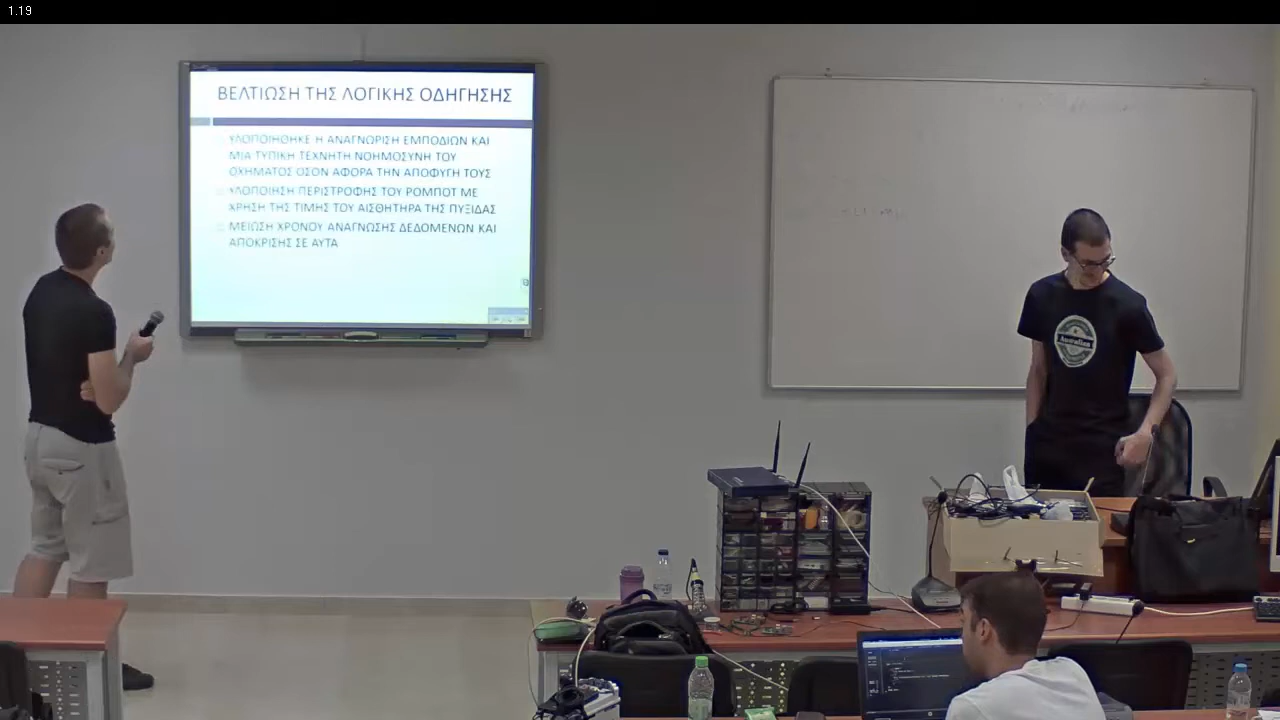 1.19
ΒΕΛΤΙΩΣΗ ΤΗΣ ΛΟΓΙΚΗΣ ΟΔΗΓΗΣΗΣ
ΥΛΟΠΟΙΗΘΗΚΕ Η ΑΝΑΓΝΩΡΙΣΗ ΕΜΠΟΔΙΩΝ ΚΑΙ
ΜΙΑ ΤΥΠΙΚΗ ΤΕΧΝΗΤΗ ΝΟΗΜΟΣΥΝΗ ΤΟΥ
ΟΧΗΜΑΤΟΣ ΟΣΟΝ ΑΦΟΡΑ ΤΗΝ ΑΠΟΦΥΓΗ ΤΟΥΣ
ΥΛΟΠΟΙΗΣΗ ΠΕΡΙΣΤΡΟΦΗΣ ΤΟΥ ΡΟΜΠΟΤ ΜΕ
ΧΡΗΣΗ ΤΗΣ ΤΙΜΗΣ ΤΟΥ ΑΙΣΘΗΤΗΡΑ ΤΗΣ ΠΥΞΙΔΑΣ
ΜΕΙΩΣΗ ΧΡΟΝΟΥ ΑΝΑΓΝΩΣΗΣ ΔΕΔΟΜΕΝΩΝ ΚΑΙ
ΑΠΟΚΡΙΣΗΣ ΣΕ ΑΥΤΑ
Australian